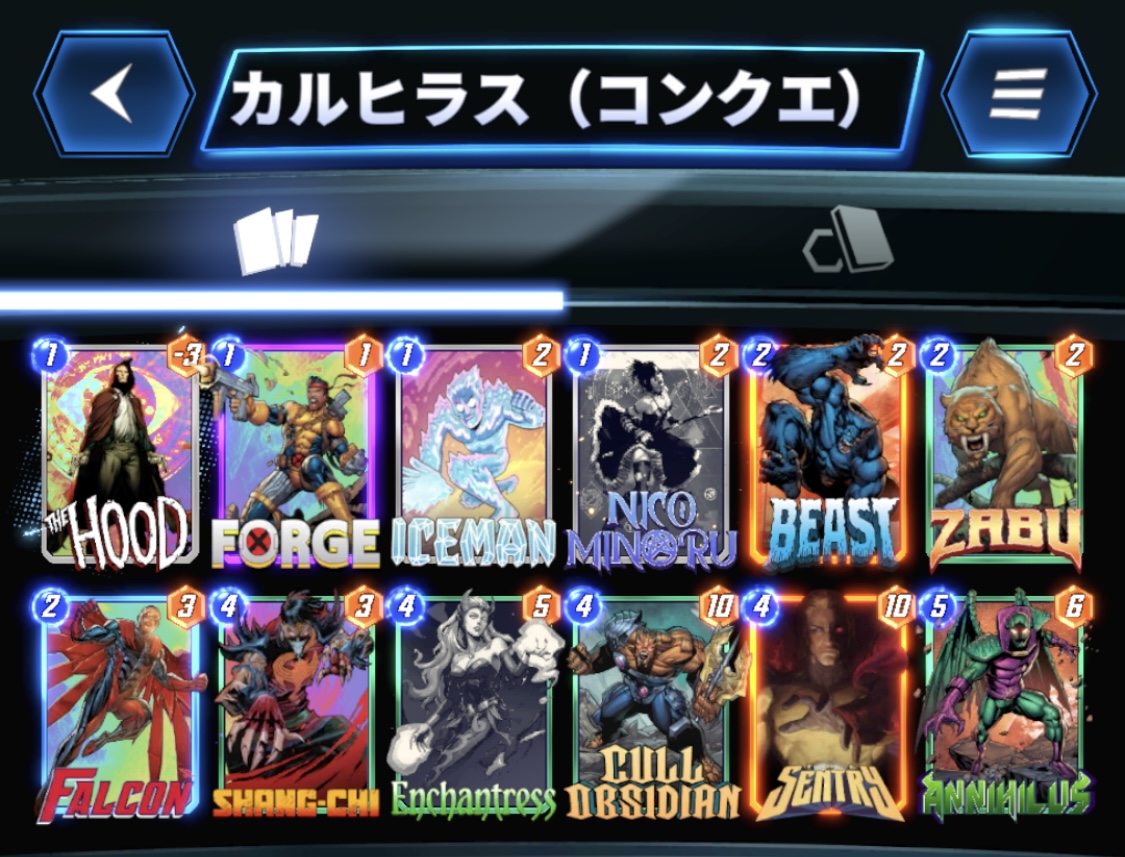 カルヒラス（コンクエ）
1 -3 1 1 1 2 1 2 2 2 2 2
THE HOOD FORGE ICEMAN NICO MINORU BEAST ZABU
2 3 4 3 4 5 4 10 4 10 5 6
FALCON SHANG-CHI Enchantress CULL OBSIDIAN SENTRY ANNIHILUS